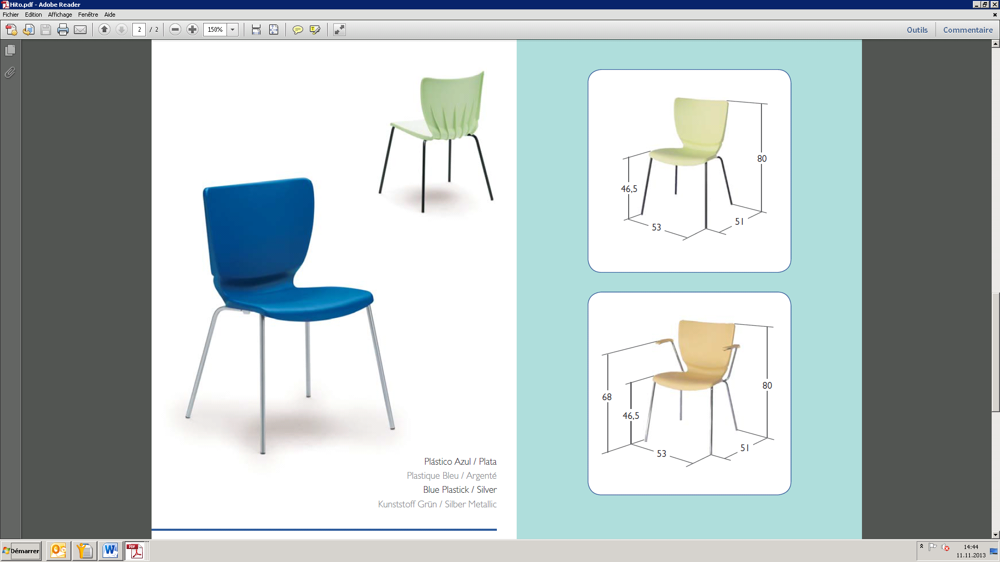 Hito.pdf - Adobe Reader
Fichier Edition Affichage Fenêtre Aide
2 / 2
150%
Outils
Commentaire
80
46,5
53
51
80
68
46,5
53
51
Plástico Azul / Plata
Plastique Bleu / Argenté
Blue Plastick / Silver
Kunststoff Grün / Silber Metallic
Démarrer
PDF
14:44
11.11.2013